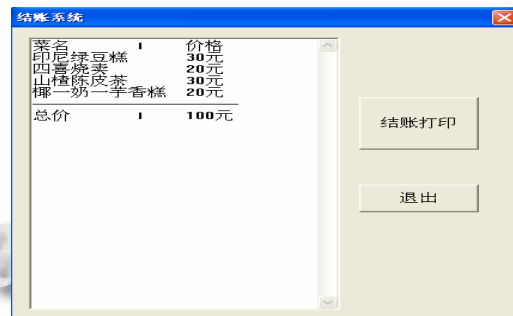 结账系统
菜名 | 价格
印尼绿豆糕 30元
四喜烧卖 20元
山楂陈皮茶 30元
椰一奶一芋香糕 20元
总价 | 100元
结账打印
退出